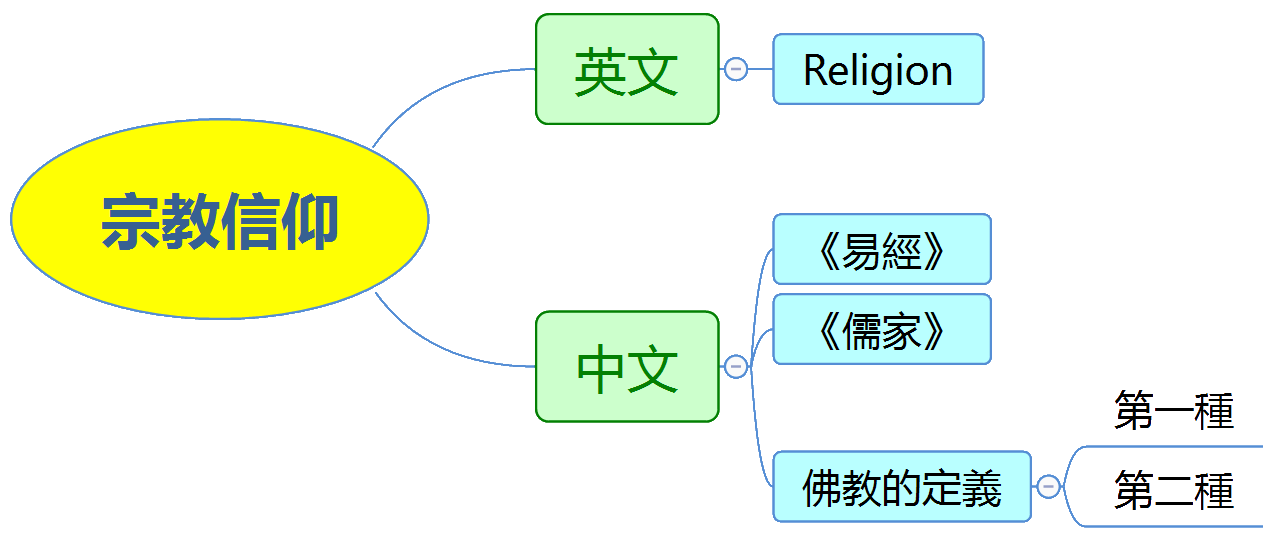 宗教信仰
英文
Religion
中文
《易經》
《儒家》
佛教的定義
第一種
第二種